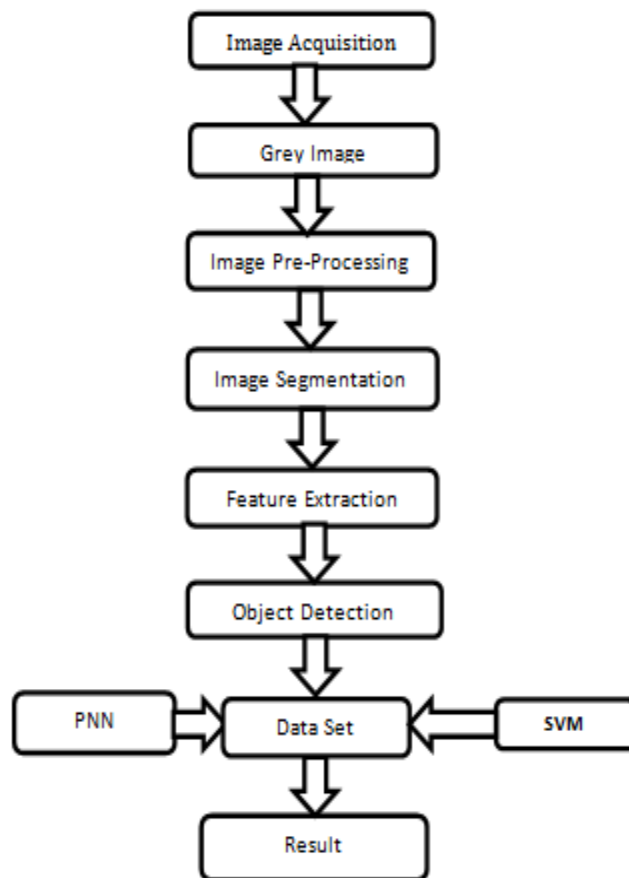 Image Acquisition
Grey Image
Image Pre-Processing
Image Segmentation
Feature Extraction
Object Detection
PNN
Data Set
SVM
Result